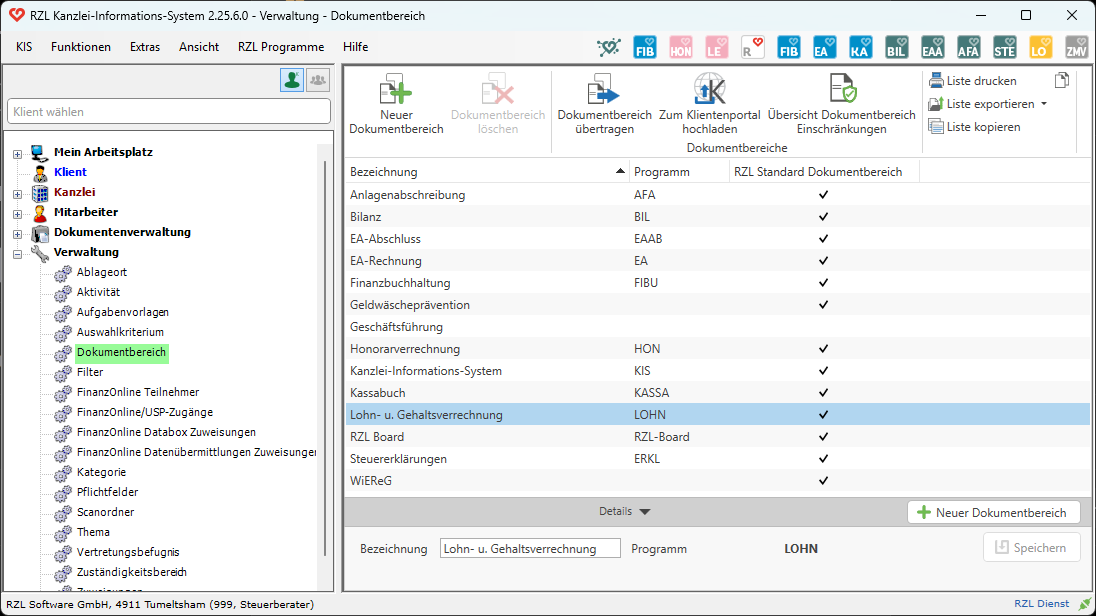 RZL Kanzlei-Informations-System 2.25.6.0 - Verwaltung - Dokumentbereich
KIS Funktionen Extras Ansicht RZL Programme Hilfe
FIB HON LE R FIB EA KA BIL EAA AFA STE LO ZMV
Klient wählen
Mein Arbeitsplatz
Klient
Kanzlei
Mitarbeiter
Dokumentenverwaltung
Verwaltung
Ablageort
Aktivität
Aufgabenvorlagen
Auswahlkriterium
Dokumentbereich
Filter
FinanzOnline Teilnehmer
FinanzOnline/USP-Zugänge
FinanzOnline Databox Zuweisungen
FinanzOnline Datenübermittlungen Zuweisungen
Kategorie
Pflichtfelder
Scanordner
Thema
Vertretungsbefugnis
Zuständigkeitsbereich
Neuer Dokumentbereich
Dokumentbereich löschen
Dokumentbereich übertragen
Zum Klientenportal hochladen
Übersicht Dokumentbereich Einschränkungen
Dokumentbereiche
Liste drucken
Liste exportieren
Liste kopieren
Bezeichnung Programm RZL Standard Dokumentbereich
Anlagenabschreibung AFA
Bilanz BIL
EA-Abschluss EAAB
EA-Rechnung EA
Finanzbuchhaltung FIBU
Geldwäscheprävention
Geschäftsführung
Honorarverrechnung HON
Kanzlei-Informations-System KIS
Kassabuch KASSA
Lohn- u. Gehaltsverrechnung LOHN
RZL Board RZL-Board
Steuererklärungen ERKL
WiEReG
Details
Neuer Dokumentbereich
Bezeichnung Lohn- u. Gehaltsverrechnung Programm LOHN
Speichern
RZL Software GmbH, 4911 Tumeltsham (999, Steuerberater)
RZL Dienst